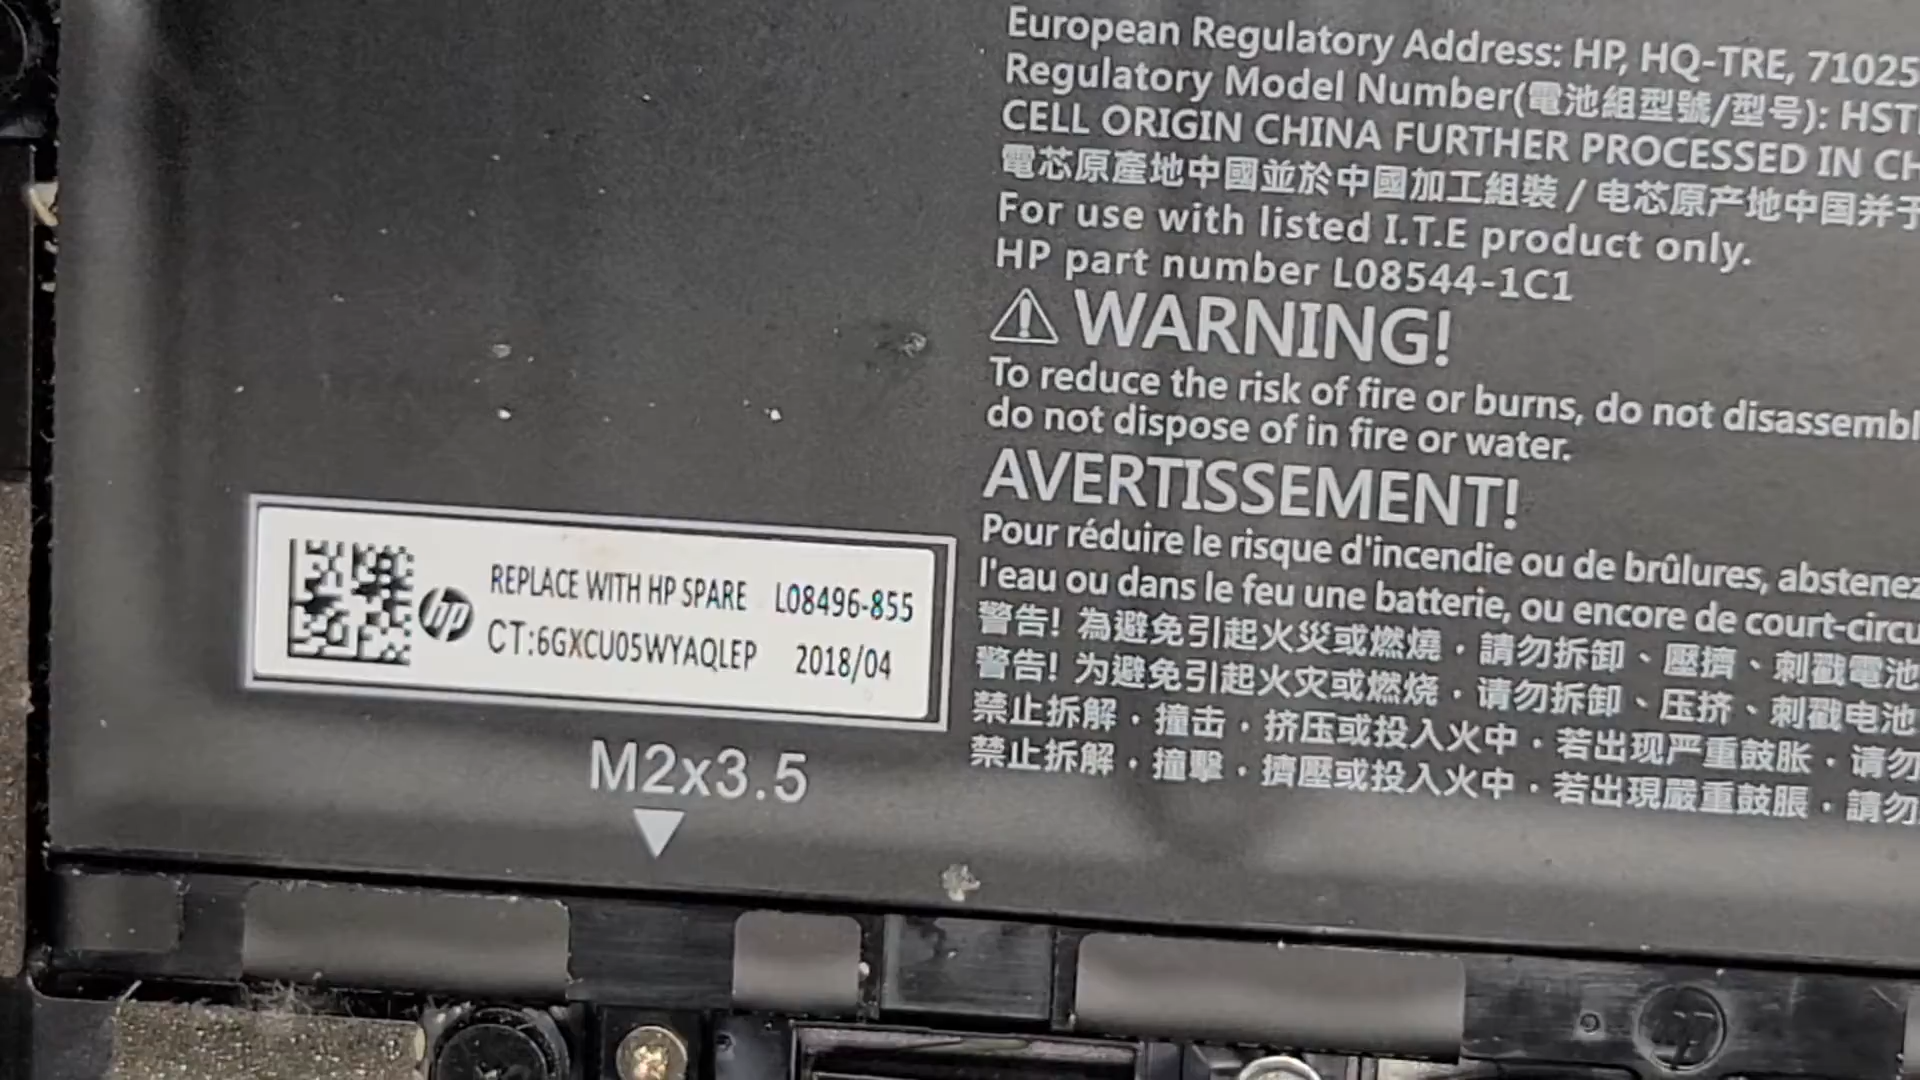 European Regulatory Address: HP, HQ-TRE, 71025
Regulatory Model Number(電池組型號/型号): HST
CELL ORIGIN CHINA FURTHER PROCESSED IN CH
電芯原產地中國並於中國加工組裝 / 电芯原产地中国并于
For use with listed I.T.E product only.
HP part number L08544-1C1
WARNING!
To reduce the risk of fire or burns, do not disassembl
do not dispose of in fire or water.
AVERTISSEMENT!
Pour réduire le risque d'incendie ou de brûlures, abstenez
l'eau ou dans le feu une batterie, ou encore de court-circu
警告! 為避免引起火災或燃燒，請勿拆卸、壓擠、刺戳電池
警告! 为避免引起火灾或燃烧，请勿拆卸、压挤、刺戳电池
禁止拆解，撞击，挤压或投入火中，若出现严重鼓胀，请勿
禁止拆解，撞擊，擠壓或投入火中，若出現嚴重鼓脹，請勿
hp
REPLACE WITH HP SPARE L08496-855
CT:6GXCU05WYAQLEP 2018/04
M2x3.5